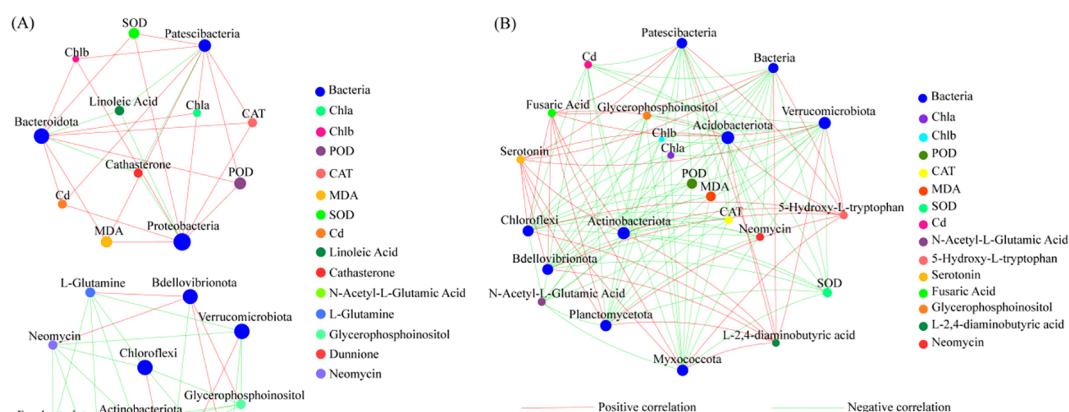 (A)
SOD
Patescibacteria
Chlb
Linoleic Acid
Chla
CAT
Bacteroidota
Cathasterone
POD
Cd
Proteobacteria
MDA
L-Glutamine
Bdellovibrionota
Verrucomicrobiota
Neomycin
Chloroflexi
Glycerophosphoinositol
Actinobacteriota
Bacteria
Chla
Chlb
POD
CAT
MDA
SOD
Cd
Linoleic Acid
Cathasterone
N-Acetyl-L-Glutamic Acid
L-Glutamine
Glycerophosphoinositol
Dunnione
Neomycin
(B)
Patescibacteria
Cd
Bacteria
Fusaric Acid
Glycerophosphoinositol
Verrucomicrobiota
Acidobacteriota
Chlb
Chla
Serotonin
POD
MDA
5-Hydroxy-L-tryptophan
CAT
Chloroflexi
Actinobacteriota
Neomycin
Bdellovibrionota
SOD
N-Acetyl-L-Glutamic Acid
Planctomycetota
L-2,4-diaminobutyric acid
Myxococcota
Bacteria
Chla
Chlb
POD
CAT
MDA
SOD
Cd
N-Acetyl-L-Glutamic Acid
5-Hydroxy-L-tryptophan
Serotonin
Fusaric Acid
Glycerophosphoinositol
L-2,4-diaminobutyric acid
Neomycin
Positive correlation
Negative correlation